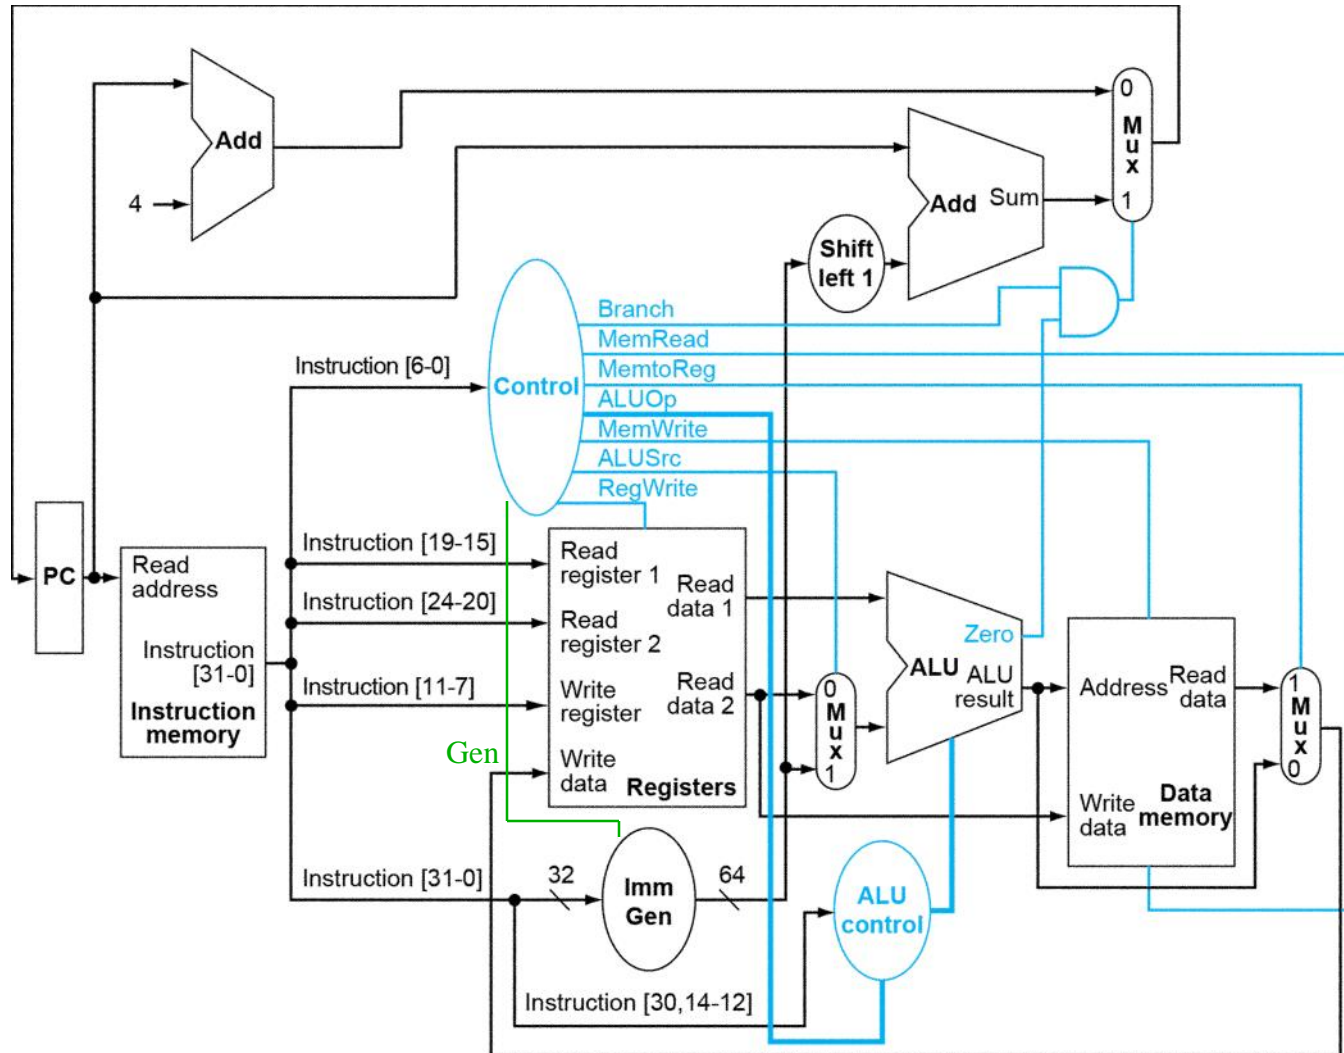 0
Mux
1
Add
4
Add
Sum
Shift
left 1
Branch
MemRead
MemtoReg
ALUOp
MemWrite
ALUSrc
RegWrite
Instruction [6-0]
Control
Instruction [19-15]
Instruction [24-20]
Instruction [11-7]
Instruction [31-0]
PC
Read
address
Instruction
[31-0]
Instruction
memory
Read
register 1
Read
register 2
Write
register
Write
data
Read
data 1
Read
data 2
Registers
Gen
0
Mux
1
Zero
ALU
ALU
result
Address
Read
data
Write
data
Data
memory
1
Mux
0
32
Imm
Gen
64
ALU
control
Instruction [30,14-12]